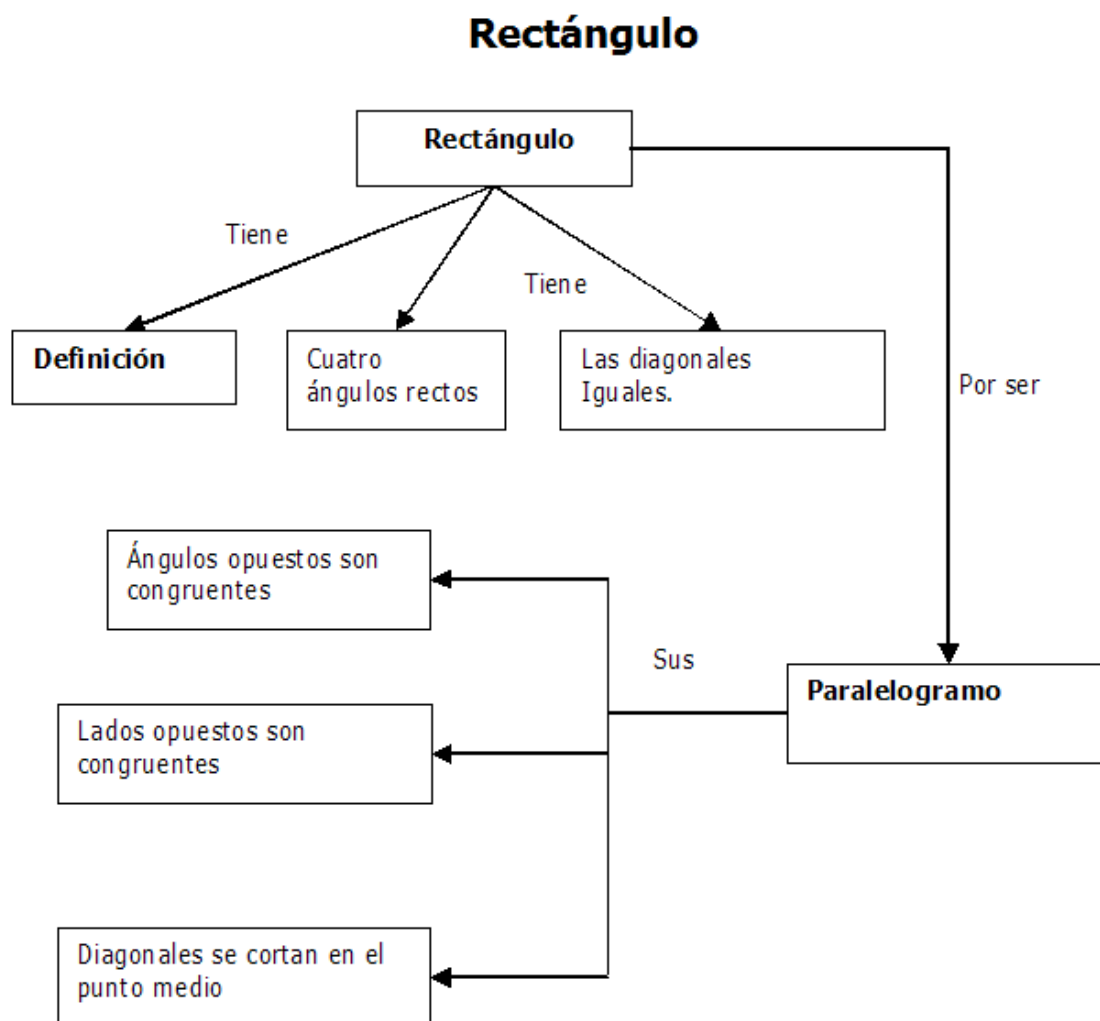 Rectángulo
Rectángulo
Tiene
Tiene
Definición
Cuatro
ángulos rectos
Las diagonales
Iguales.
Por ser
Ángulos opuestos son
congruentes
Sus
Paralelogramo
Lados opuestos son
congruentes
Diagonales se cortan en el
punto medio